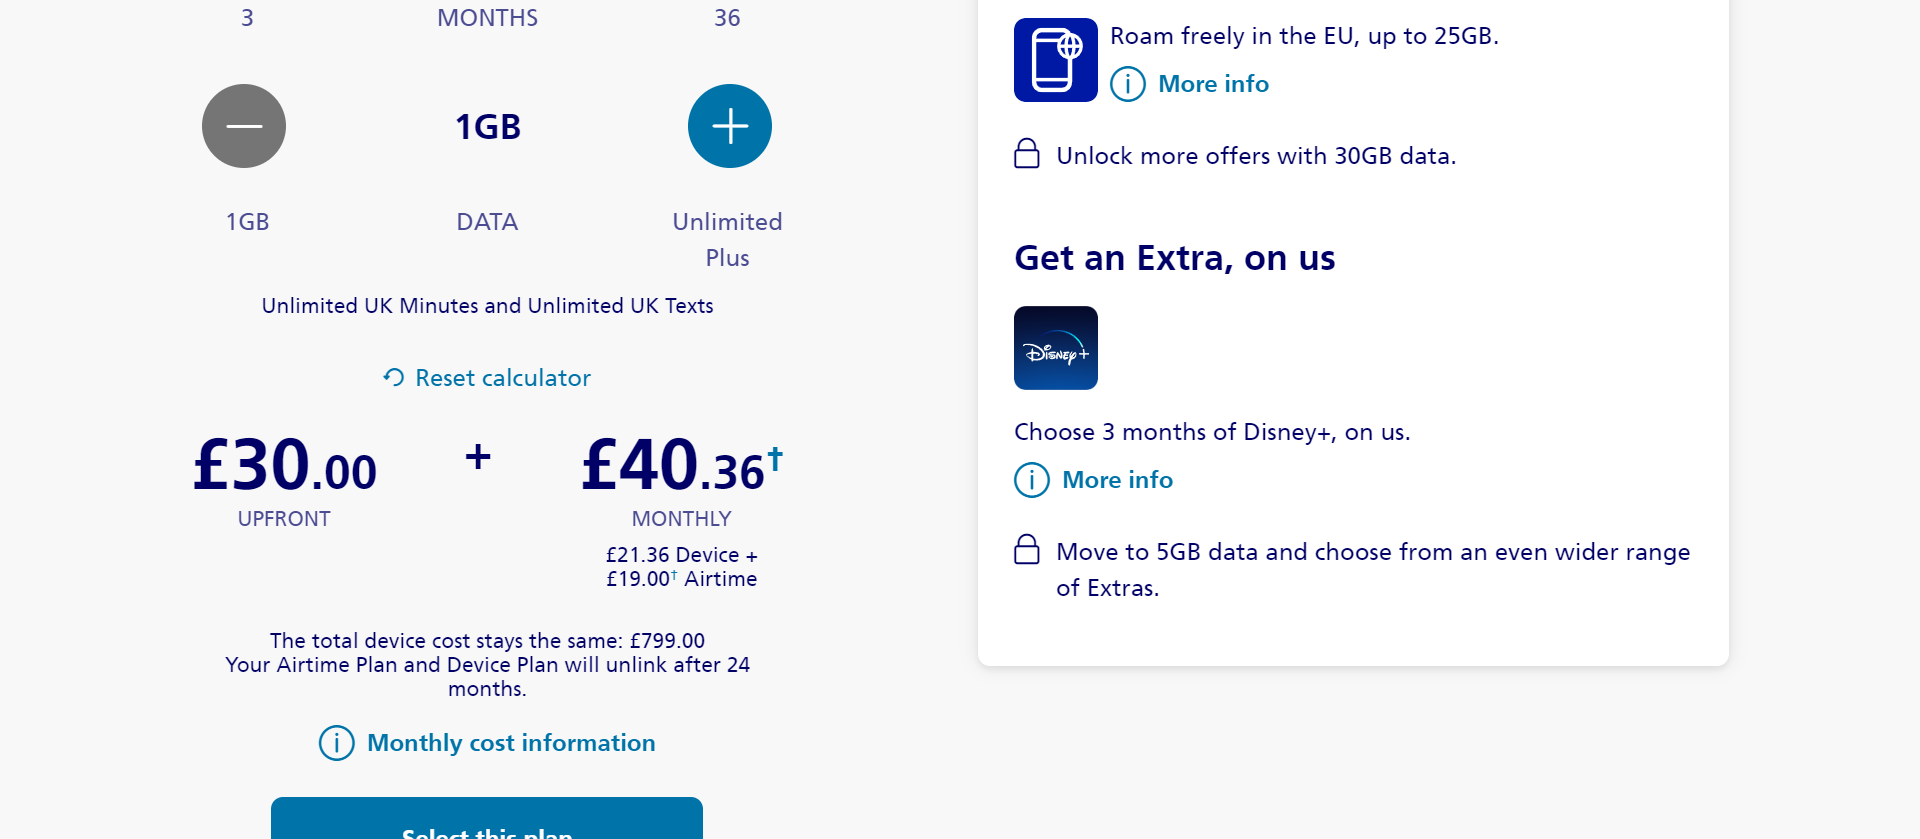 3 MONTHS 36
1GB
1GB DATA Unlimited
Plus
Unlimited UK Minutes and Unlimited UK Texts
Reset calculator
£30.00 + £40.36†
UPFRONT MONTHLY
£21.36 Device +
£19.00† Airtime
The total device cost stays the same: £799.00
Your Airtime Plan and Device Plan will unlink after 24
months.
Monthly cost information
Select this plan
Roam freely in the EU, up to 25GB.
More info
Unlock more offers with 30GB data.
Get an Extra, on us
Disney+
Choose 3 months of Disney+, on us.
More info
Move to 5GB data and choose from an even wider range
of Extras.